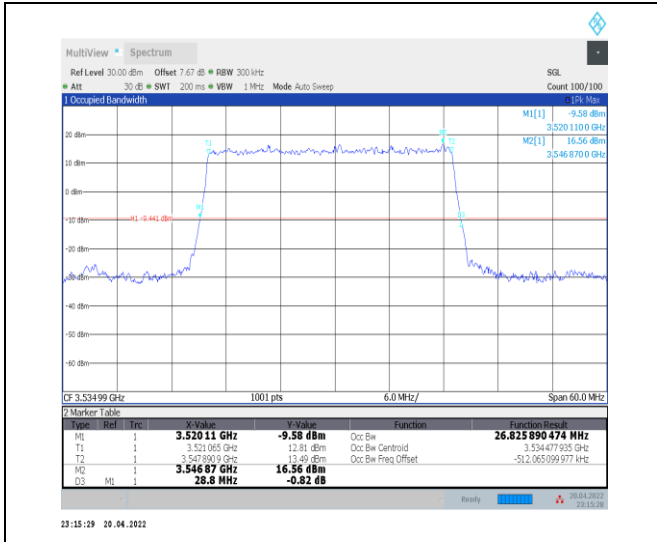 MultiView Spectrum
Ref Level 30.00 dBm Offset 7.67 dB RBW 300 kHz SGL
Att 30 dB SWT 200 ms VBW 1 MHz Mode Auto Sweep Count 100/100
1 Occupied Bandwidth 1Pk Max
M1[1] -9.58 dBm
3.520 110 0 GHz
20 dBm M2[1] 16.56 dBm
T1 T2 3.546 870 0 GHz
10 dBm
0 dBm
M1
D3
-10 dBm H1 -9.441 dBm
-20 dBm
-30 dBm
-40 dBm
-50 dBm
-60 dBm
CF 3.534 99 GHz 1001 pts 6.0 MHz/ Span 60.0 MHz
2 Marker Table
Type Ref Trc X-Value Y-Value Function Function Result
M1 1 3.520 11 GHz -9.58 dBm Occ Bw 26.825 890 474 MHz
T1 1 3.521 065 GHz 12.81 dBm Occ Bw Centroid 3.534 477 935 GHz
T2 1 3.547 890 9 GHz 13.49 dBm Occ Bw Freq Offset -512.065 099 977 kHz
M2 1 3.546 87 GHz 16.56 dBm
D3 M1 1 28.8 MHz -0.82 dB
Ready 20.04.2022
23:15:28
23:15:29 20.04.2022